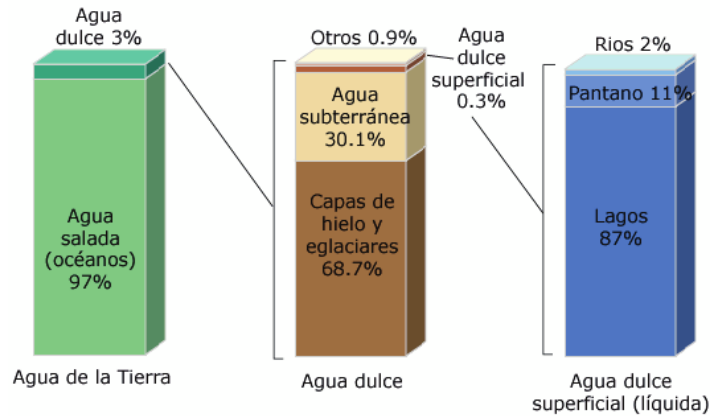 Agua
dulce 3%
Agua
salada
(océanos)
97%
Agua de la Tierra
Otros 0.9%
Agua
dulce
superficial
0.3%
Agua
subterránea
30.1%
Capas de
hielo y
eglaciares
68.7%
Agua dulce
Rios 2%
Pantano 11%
Lagos
87%
Agua dulce
superficial (líquida)